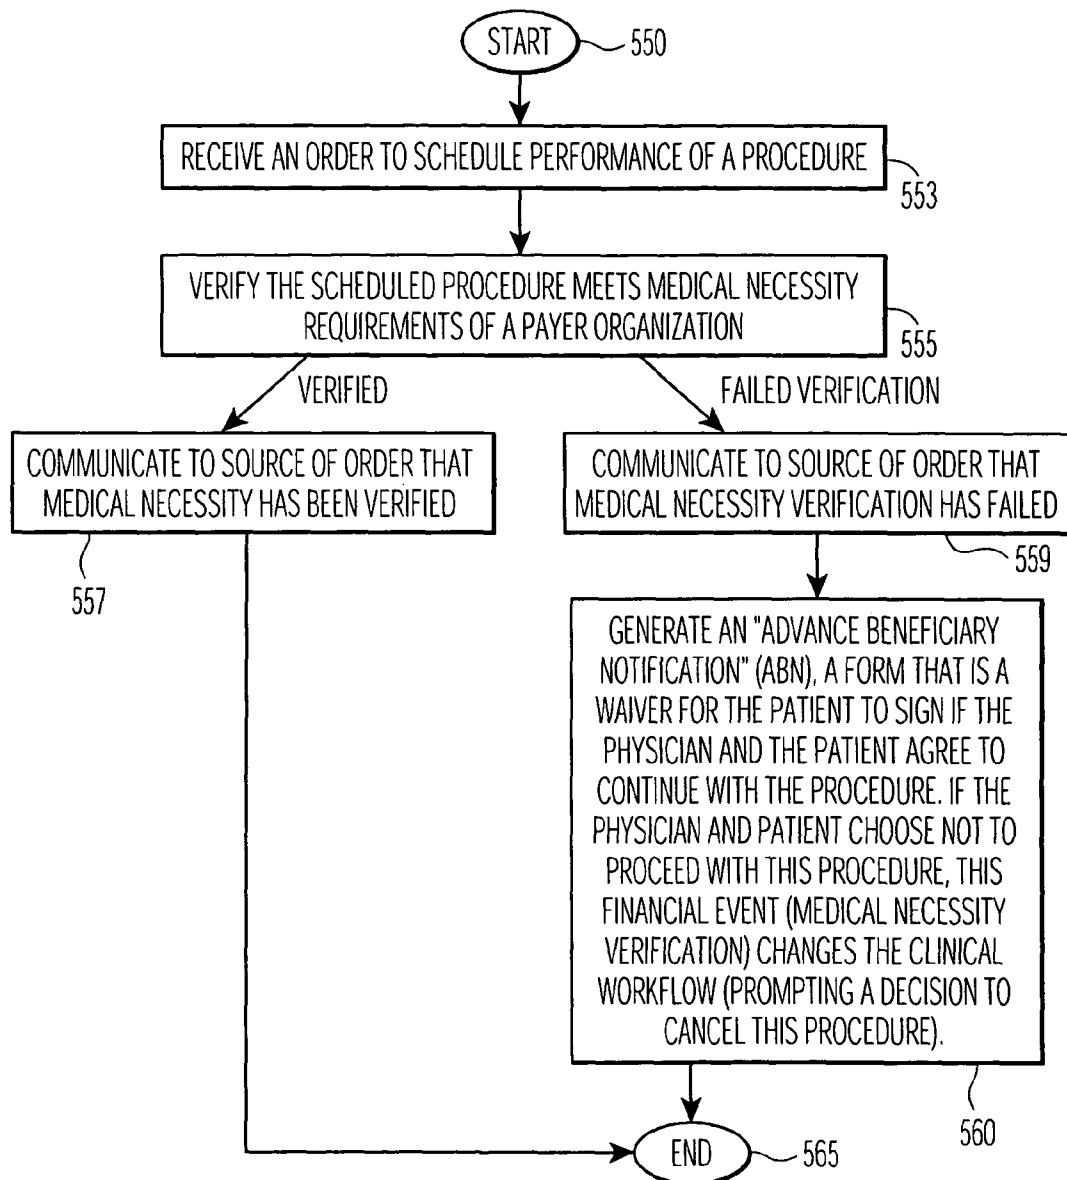 START
550
RECEIVE AN ORDER TO SCHEDULE PERFORMANCE OF A PROCEDURE
553
VERIFY THE SCHEDULED PROCEDURE MEETS MEDICAL NECESSITY
REQUIREMENTS OF A PAYER ORGANIZATION
555
VERIFIED
FAILED VERIFICATION
COMMUNICATE TO SOURCE OF ORDER THAT
MEDICAL NECESSITY HAS BEEN VERIFIED
557
COMMUNICATE TO SOURCE OF ORDER THAT
MEDICAL NECESSITY VERIFICATION HAS FAILED
559
GENERATE AN "ADVANCE BENEFICIARY
NOTIFICATION" (ABN), A FORM THAT IS A
WAIVER FOR THE PATIENT TO SIGN IF THE
PHYSICIAN AND THE PATIENT AGREE TO
CONTINUE WITH THE PROCEDURE. IF THE
PHYSICIAN AND PATIENT CHOOSE NOT TO
PROCEED WITH THIS PROCEDURE, THIS
FINANCIAL EVENT (MEDICAL NECESSITY
VERIFICATION) CHANGES THE CLINICAL
WORKFLOW (PROMPTING A DECISION TO
CANCEL THIS PROCEDURE).
560
END
565